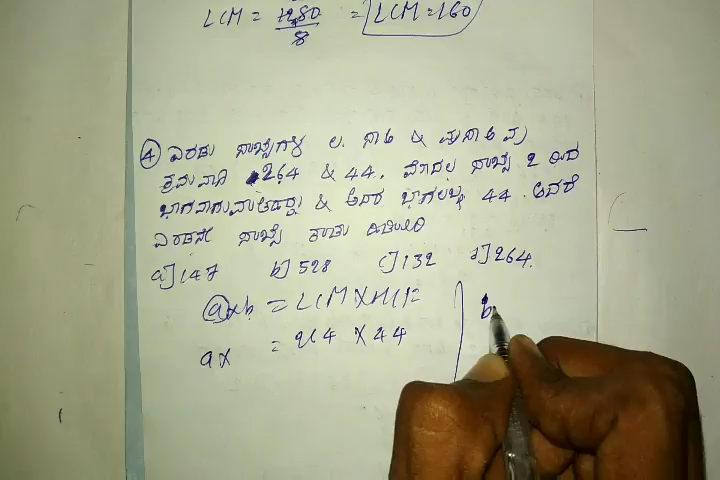 LCM = 1280/8 = LCM = 160
4 ಎರಡು ಸಂಖ್ಯೆಗಳ ಲ. ಸಾ ಅ & ಮ ಸಾ ಅ ವು
ಕ್ರಮವಾಗಿ 264 & 44. ಮೊದಲ ಸಂಖ್ಯೆ 2 ರಿಂದ
& ಅದರ ಭಾಗಲಬ್ಧ 44. ಆದರೆ
ಎರಡನೇ ಸಂಖ್ಯೆ ಕಂಡು ಹಿಡಿಯಿರಿ
a] 147 b] 528 c] 132 d] 264.
a×b = LCM × HCF
a× = 264 × 44
b